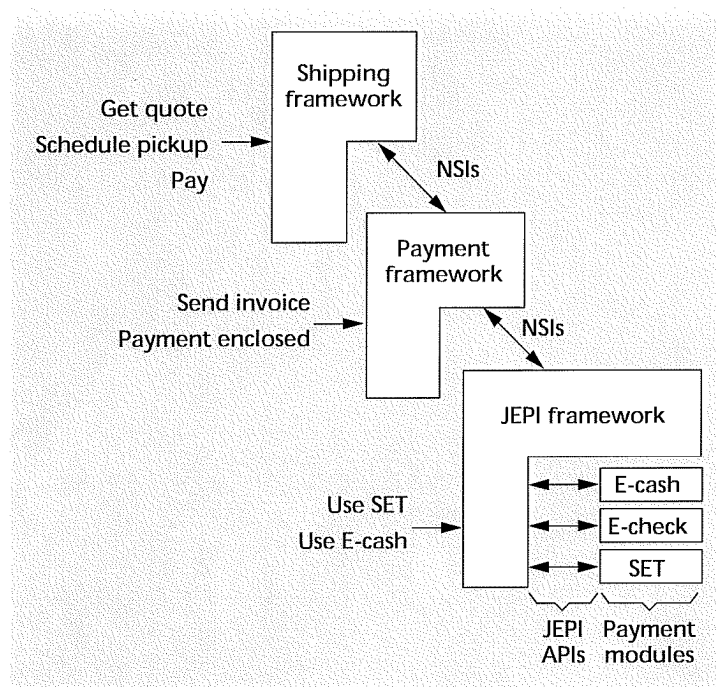 Shipping
framework
Get quote
Schedule pickup
Pay
NSIs
Payment
framework
Send invoice
Payment enclosed
NSIs
JEPI framework
E-cash
Use SET
E-check
Use E-cash
SET
JEPI
APIs
Payment
modules